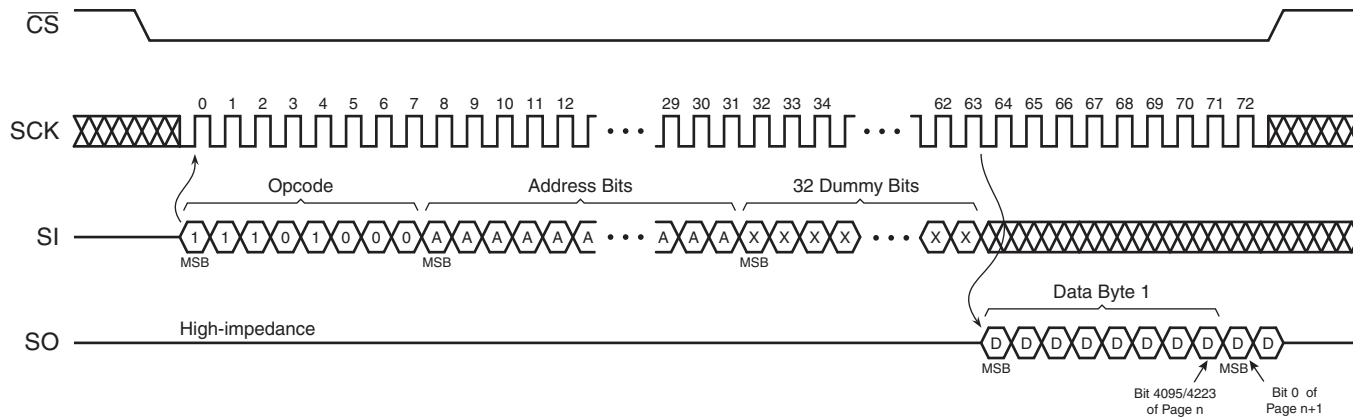 CS
0 1 2 3 4 5 6 7 8 9 10 11 12 29 30 31 32 33 34 62 63 64 65 66 67 68 69 70 71 72
SCK
Opcode Address Bits 32 Dummy Bits
SI 1 1 1 0 1 0 0 0 A A A A A A A A A X X X X X X
MSB MSB MSB
Data Byte 1
High-impedance
SO D D D D D D D D D D
MSB MSB
Bit 4095/4223
of Page n
Bit 0 of
Page n+1